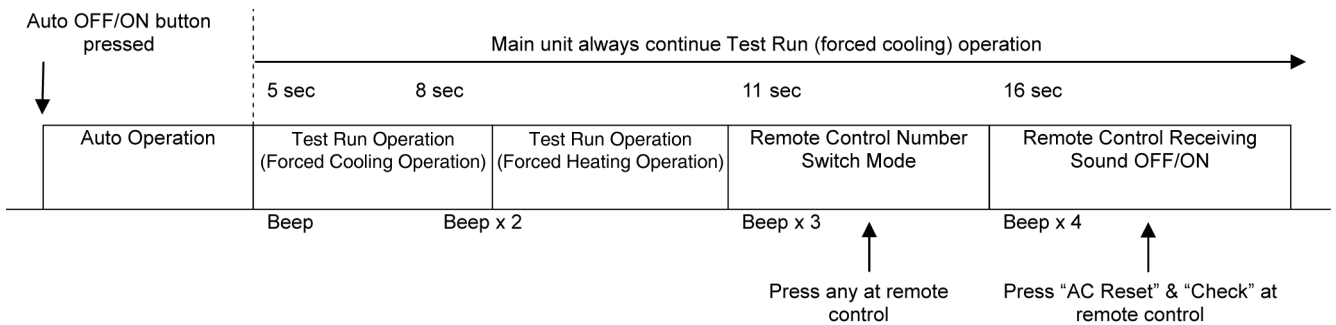 Auto OFF/ON button
pressed
Main unit always continue Test Run (forced cooling) operation
5 sec
8 sec
11 sec
16 sec
Auto Operation
Test Run Operation
(Forced Cooling Operation)
Test Run Operation
(Forced Heating Operation)
Remote Control Number
Switch Mode
Remote Control Receiving
Sound OFF/ON
Beep
Beep x 2
Beep x 3
Beep x 4
Press any at remote
control
Press “AC Reset” & “Check” at
remote control